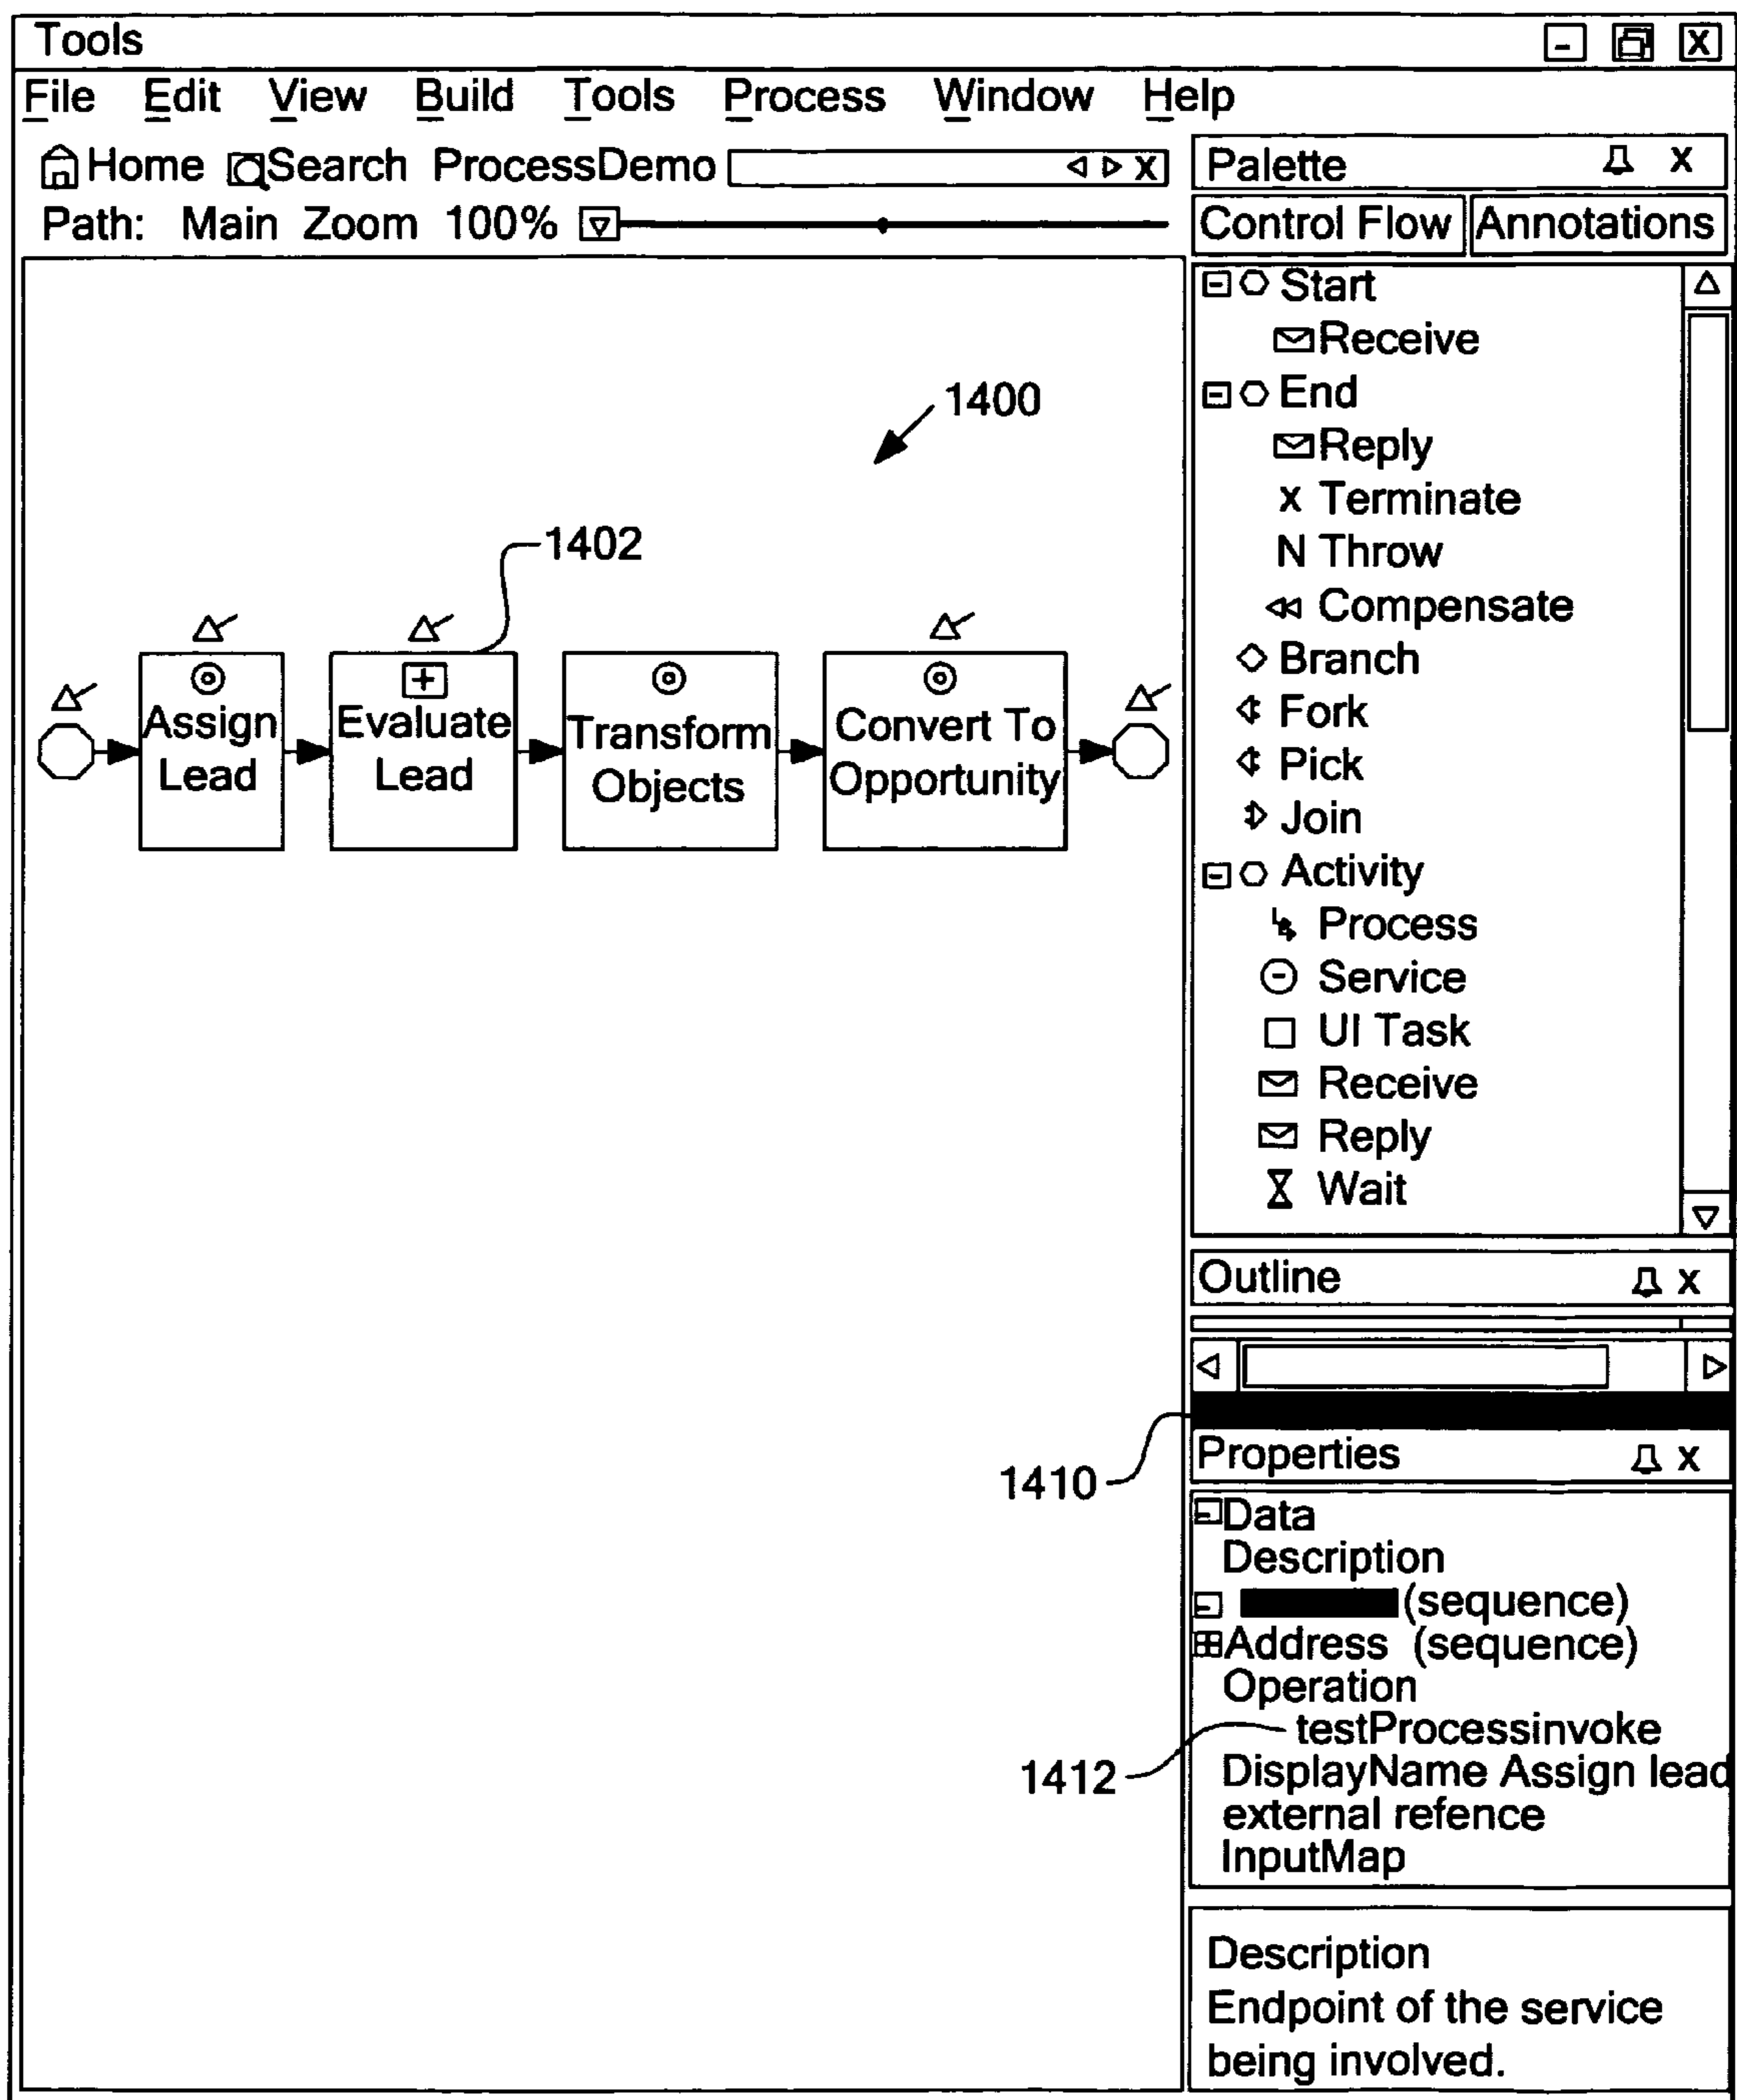 Tools
File Edit View Build Tools Process Window Help
Home Search ProcessDemo
Path: Main Zoom 100%
1400
1402
Assign
Lead
Evaluate
Lead
Transform
Objects
Convert To
Opportunity
Palette X
Control Flow Annotations
Start
Receive
End
Reply
X Terminate
N Throw
Compensate
Branch
Fork
Pick
Join
Activity
Process
Service
UI Task
Receive
Reply
Wait
Outline X
1410
Properties X
Data
Description
(sequence)
Address (sequence)
Operation
testProcessinvoke
1412
DisplayName Assign lead
external refence
InputMap
Description
Endpoint of the service
being involved.